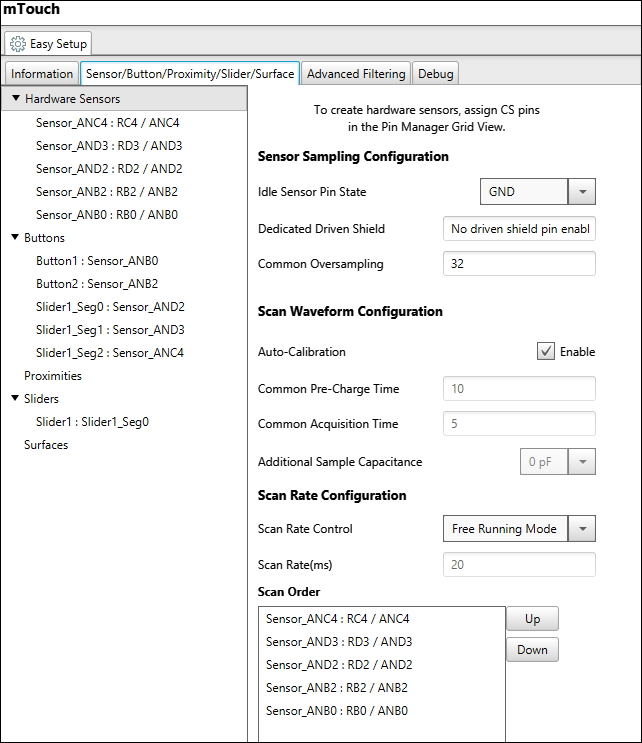 mTouch
Easy Setup
Information
Sensor/Button/Proximity/Slider/Surface
Advanced Filtering
Debug
Hardware Sensors
Sensor_ANC4 : RC4 / ANC4
Sensor_AND3 : RD3 / AND3
Sensor_AND2 : RD2 / AND2
Sensor_ANB2 : RB2 / ANB2
Sensor_ANB0 : RB0 / ANB0
Buttons
Button1 : Sensor_ANB0
Button2 : Sensor_ANB2
Slider1_Seg0 : Sensor_AND2
Slider1_Seg1 : Sensor_AND3
Slider1_Seg2 : Sensor_ANC4
Proximities
Sliders
Slider1 : Slider1_Seg0
Surfaces
To create hardware sensors, assign CS pins
in the Pin Manager Grid View.
Sensor Sampling Configuration
Idle Sensor Pin State GND
Dedicated Driven Shield No driven shield pin enabl
Common Oversampling 32
Scan Waveform Configuration
Auto-Calibration Enable
Common Pre-Charge Time 10
Common Acquisition Time 5
Additional Sample Capacitance 0 pF
Scan Rate Configuration
Scan Rate Control Free Running Mode
Scan Rate(ms) 20
Scan Order
Sensor_ANC4 : RC4 / ANC4
Sensor_AND3 : RD3 / AND3
Sensor_AND2 : RD2 / AND2
Sensor_ANB2 : RB2 / ANB2
Sensor_ANB0 : RB0 / ANB0
Up
Down